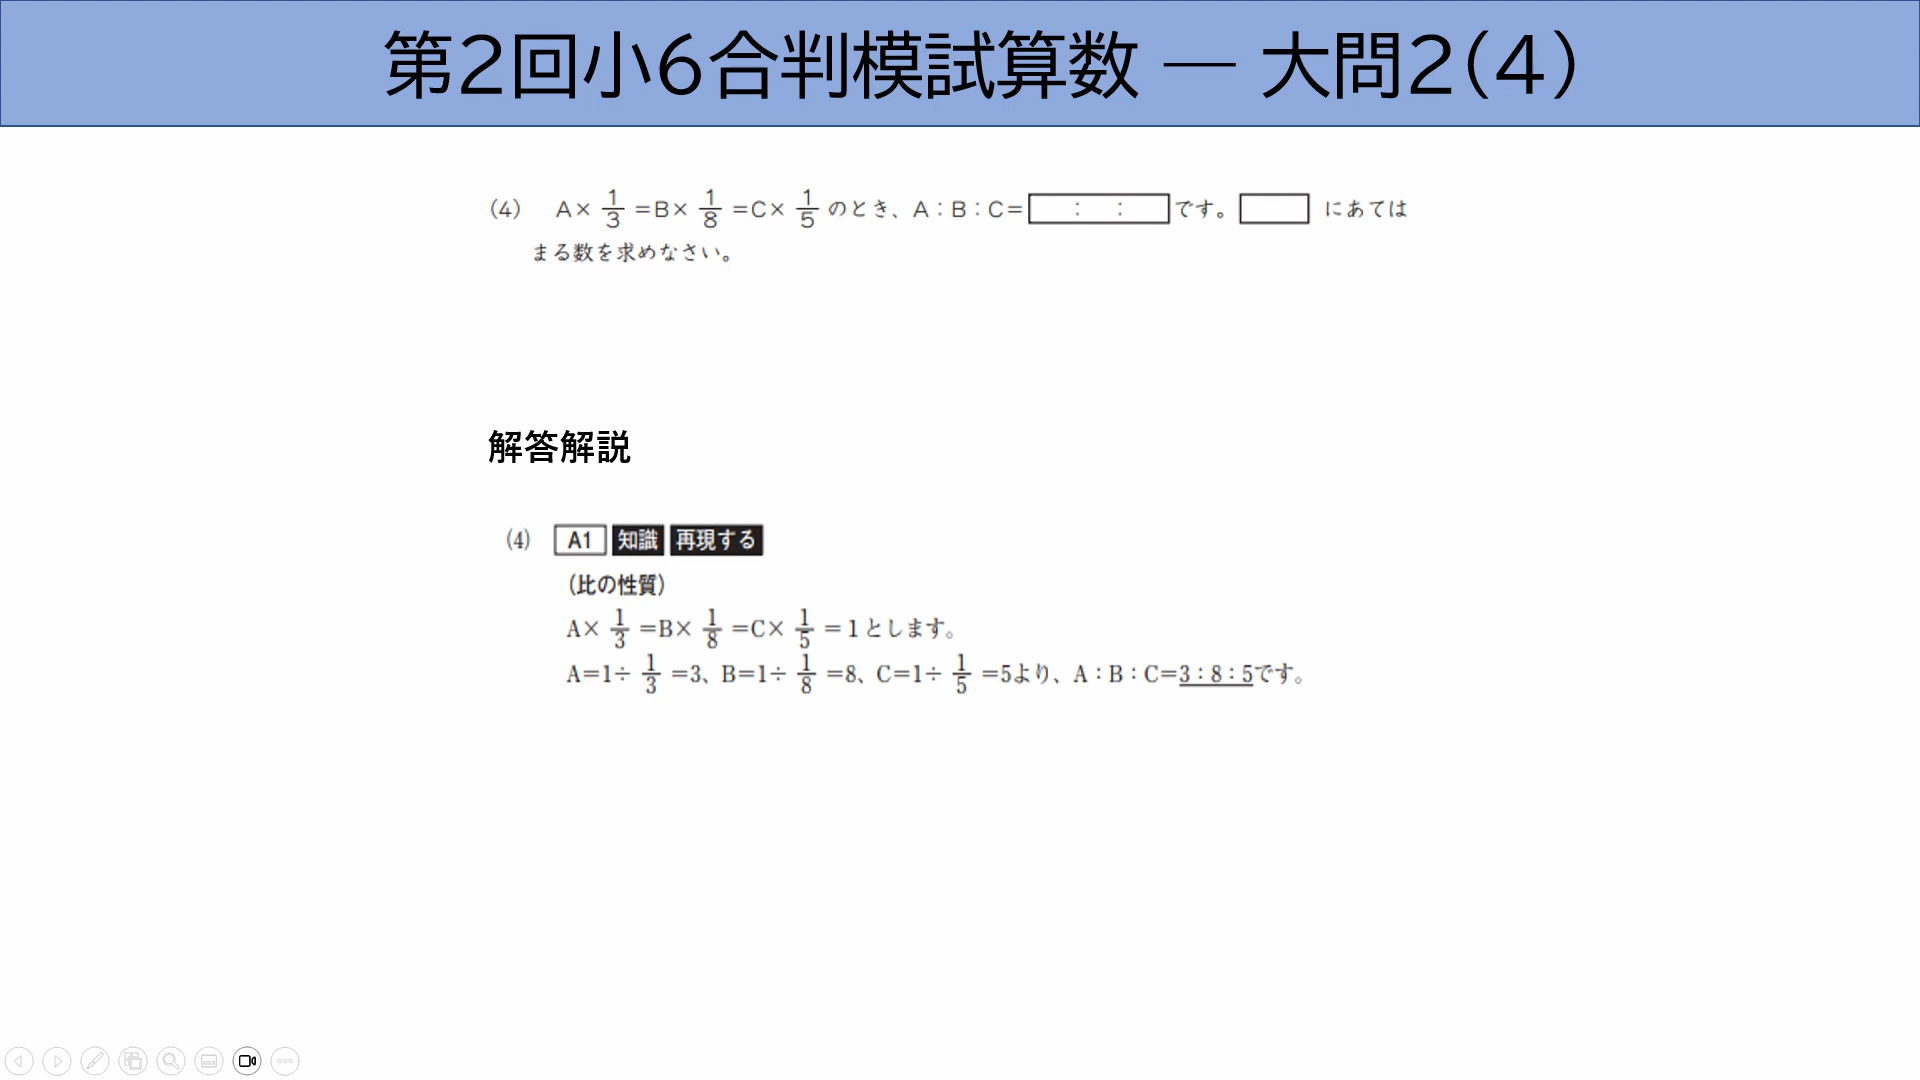 第2回小6合判模試算数 ― 大問2(4)
(4) A× 1/3 =B× 1/8 =C× 1/5 のとき、A：B：C= ： ： です。 にあては
まる数を求めなさい。
解答解説
(4) A1 知識 再現する
(比の性質)
A× 1/3 =B× 1/8 =C× 1/5 =1とします。
A=1÷ 1/3 =3、B=1÷ 1/8 =8、C=1÷ 1/5 =5より、A：B：C=3：8：5です。